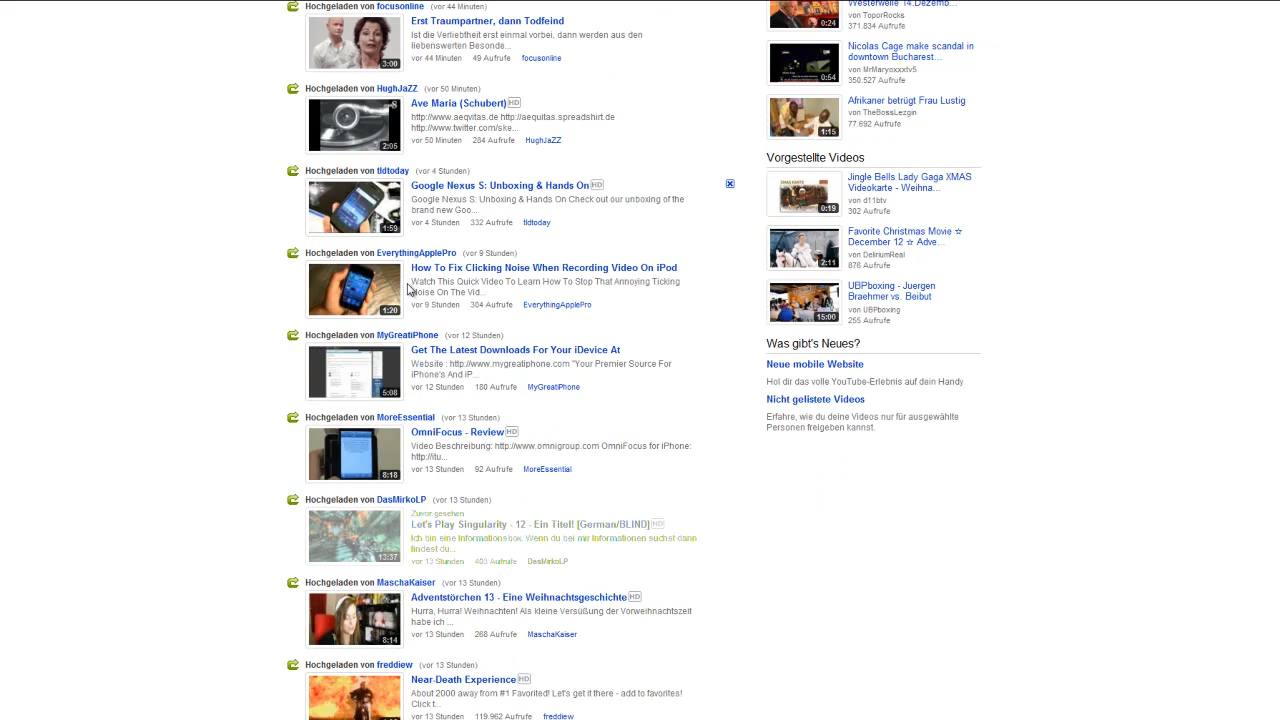 Hochgeladen von focusonline (vor 44 Minuten)
Erst Traumpartner, dann Todfeind
Ist die Verliebtheit erst einmal vorbei, dann werden aus den
liebenswerten Besonde...
vor 44 Minuten 49 Aufrufe focusonline
3:00
Hochgeladen von HughJaZZ (vor 50 Minuten)
Ave Maria (Schubert) HD
http://www.aeqvitas.de http://aeqvitas.spreadshirt.de
http://www.twitter.com/ske...
vor 50 Minuten 284 Aufrufe HughJaZZ
2:05
Hochgeladen von tldtoday (vor 4 Stunden)
Google Nexus S: Unboxing & Hands On HD
Google Nexus S: Unboxing & Hands On Check out our unboxing of the
brand new Goo...
vor 4 Stunden 332 Aufrufe tldtoday
1:59
Hochgeladen von EverythingApplePro (vor 9 Stunden)
How To Fix Clicking Noise When Recording Video On iPod
Watch This Quick Video To Learn How To Stop That Annoying Ticking
Noise On The Vid...
vor 9 Stunden 304 Aufrufe EverythingApplePro
1:20
Hochgeladen von MyGreatiPhone (vor 12 Stunden)
Get The Latest Downloads For Your iDevice At
Website : http://www.mygreatiphone.com "Your Premier Source For
iPhone's And iP...
vor 12 Stunden 180 Aufrufe MyGreatiPhone
5:08
Hochgeladen von MoreEssential (vor 13 Stunden)
OmniFocus - Review HD
Video Beschreibung: http://www.omnigroup.com OmniFocus for iPhone:
http://itu...
vor 13 Stunden 92 Aufrufe MoreEssential
8:18
Hochgeladen von DasMirkoLP (vor 13 Stunden)
Zuvor gesehen
Let's Play Singularity - 12 - Ein Titel! [German/BLIND] HD
Ich bin eine Informationsbox. Wenn du bei mir Informationen suchst dann
findest du...
vor 13 Stunden 403 Aufrufe DasMirkoLP
13:37
Hochgeladen von MaschaKaiser (vor 13 Stunden)
Adventstörchen 13 - Eine Weihnachtsgeschichte HD
Hurra, Hurra! Weihnachten! Als kleine Versüßung der Vorweihnachtszeit
habe ich ...
vor 13 Stunden 268 Aufrufe MaschaKaiser
8:14
Hochgeladen von freddiew (vor 13 Stunden)
Near-Death Experience HD
About 2000 away from #1 Favorited! Let's get it there - add to favorites!
Click t...
vor 13 Stunden 119.962 Aufrufe freddiew
Westerwelle 14.Dezemb...
von ToporRocks
371.834 Aufrufe
0:24
Nicolas Cage make scandal in
downtown Bucharest...
von MrMaryoxxxtv5
350.527 Aufrufe
0:54
Afrikaner betrügt Frau Lustig
von TheBossLezgin
77.692 Aufrufe
1:15
Vorgestellte Videos
Jingle Bells Lady Gaga XMAS
Videokarte - Weihna...
von d11btv
302 Aufrufe
0:19
Favorite Christmas Movie ☆
December 12 ☆ Adve...
von DeliriumReal
876 Aufrufe
2:11
UBPboxing - Juergen
Braehmer vs. Beibut
von UBPboxing
255 Aufrufe
15:00
Was gibt's Neues?
Neue mobile Website
Hol dir das volle YouTube-Erlebnis auf dein Handy
Nicht gelistete Videos
Erfahre, wie du deine Videos nur für ausgewählte
Personen freigeben kannst.